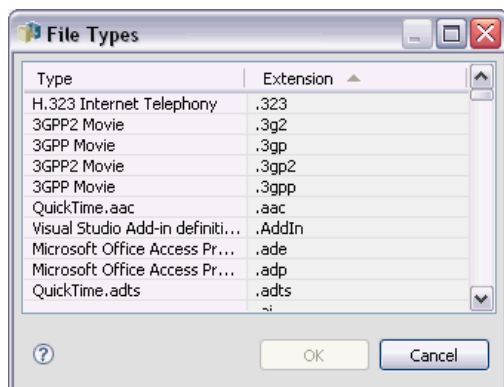 File Types
Type Extension
H.323 Internet Telephony .323
3GPP2 Movie .3g2
3GPP Movie .3gp
3GPP2 Movie .3gp2
3GPP Movie .3gpp
QuickTime.aac .aac
Visual Studio Add-in definiti... .AddIn
Microsoft Office Access Pr... .ade
Microsoft Office Access Pr... .adp
QuickTime.adts .adts
? OK Cancel